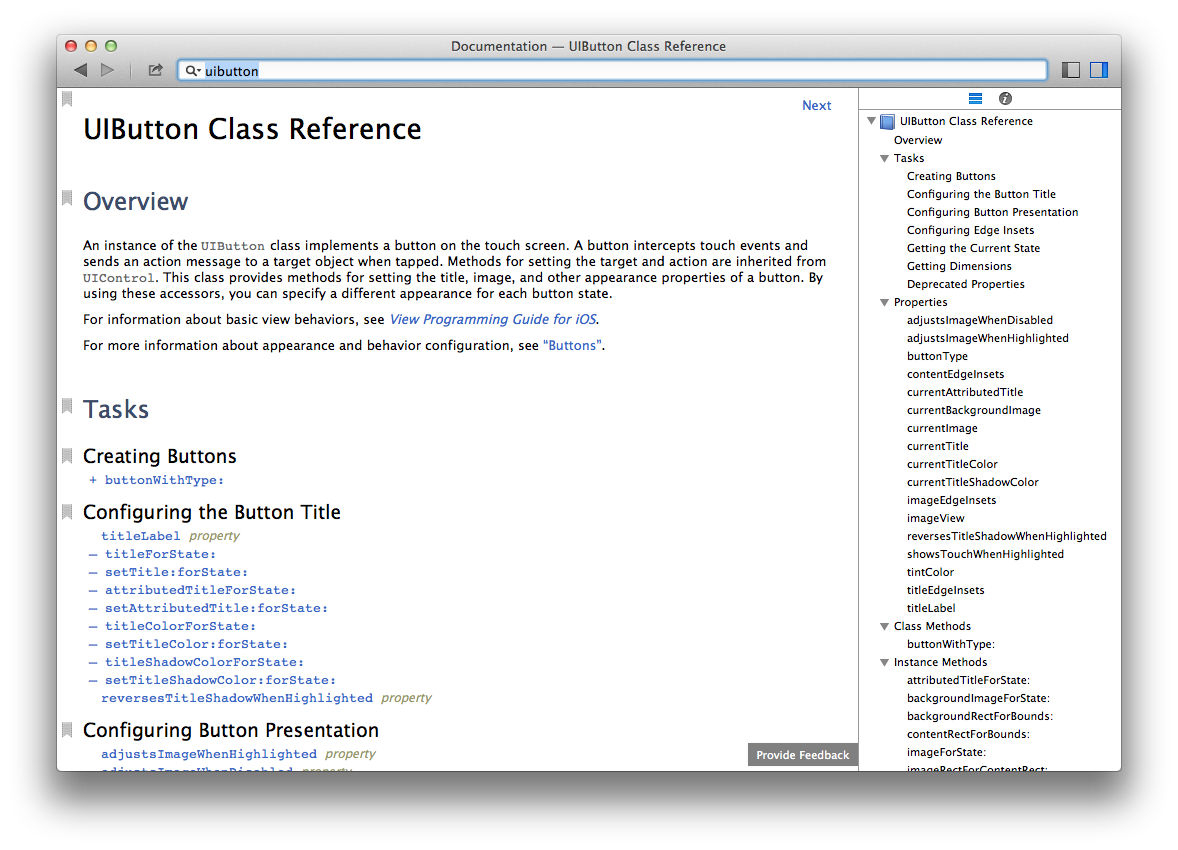 Documentation — UIButton Class Reference
uibutton
Next
UIButton Class Reference
Overview
An instance of the UIButton class implements a button on the touch screen. A button intercepts touch events and
sends an action message to a target object when tapped. Methods for setting the target and action are inherited from
UIControl. This class provides methods for setting the title, image, and other appearance properties of a button. By
using these accessors, you can specify a different appearance for each button state.
For information about basic view behaviors, see View Programming Guide for iOS.
For more information about appearance and behavior configuration, see "Buttons".
Tasks
Creating Buttons
+ buttonWithType:
Configuring the Button Title
titleLabel property
– titleForState:
– setTitle:forState:
– attributedTitleForState:
– setAttributedTitle:forState:
– titleColorForState:
– setTitleColor:forState:
– titleShadowColorForState:
– setTitleShadowColor:forState:
reversesTitleShadowWhenHighlighted property
Configuring Button Presentation
adjustsImageWhenHighlighted property
adjustsImageWhenDisabled property
Provide Feedback
UIButton Class Reference
Overview
Tasks
Creating Buttons
Configuring the Button Title
Configuring Button Presentation
Configuring Edge Insets
Getting the Current State
Getting Dimensions
Deprecated Properties
Properties
adjustsImageWhenDisabled
adjustsImageWhenHighlighted
buttonType
contentEdgeInsets
currentAttributedTitle
currentBackgroundImage
currentImage
currentTitle
currentTitleColor
currentTitleShadowColor
imageEdgeInsets
imageView
reversesTitleShadowWhenHighlighted
showsTouchWhenHighlighted
tintColor
titleEdgeInsets
titleLabel
Class Methods
buttonWithType:
Instance Methods
attributedTitleForState:
backgroundImageForState:
backgroundRectForBounds:
contentRectForBounds:
imageForState:
imageRectForContentRect: